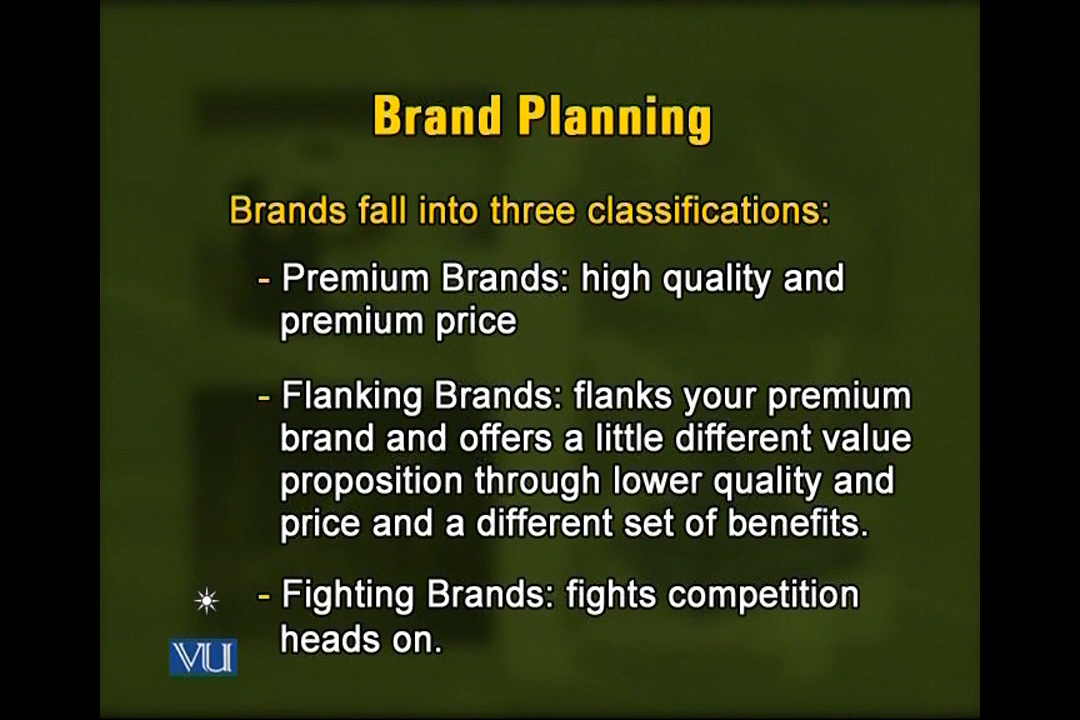 Brand Planning
Brands fall into three classifications:
- Premium Brands: high quality and
premium price
- Flanking Brands: flanks your premium
brand and offers a little different value
proposition through lower quality and
price and a different set of benefits.
- Fighting Brands: fights competition
heads on.
VU